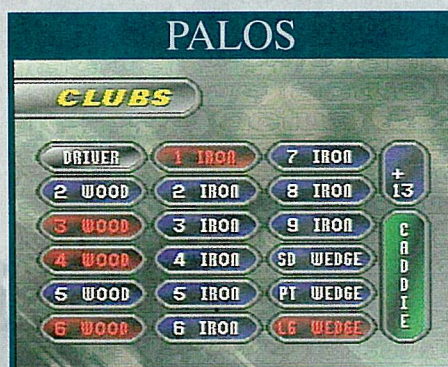 PALOS
CLUBS
DRIVER 1 IRON 7 IRON
2 WOOD 2 IRON 8 IRON
3 WOOD 3 IRON 9 IRON
4 WOOD 4 IRON SD WEDGE
5 WOOD 5 IRON PT WEDGE
6 WOOD 6 IRON LG WEDGE
+
13
CADDIE